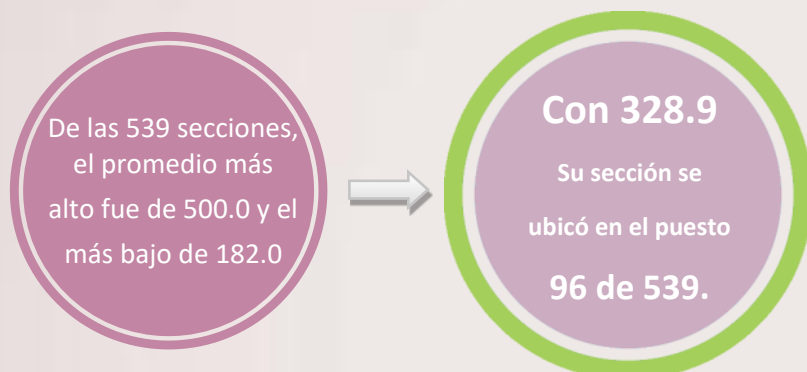 De las 539 secciones,
el promedio más
alto fue de 500.0 y el
más bajo de 182.0
Con 328.9
Su sección se
ubicó en el puesto
96 de 539.